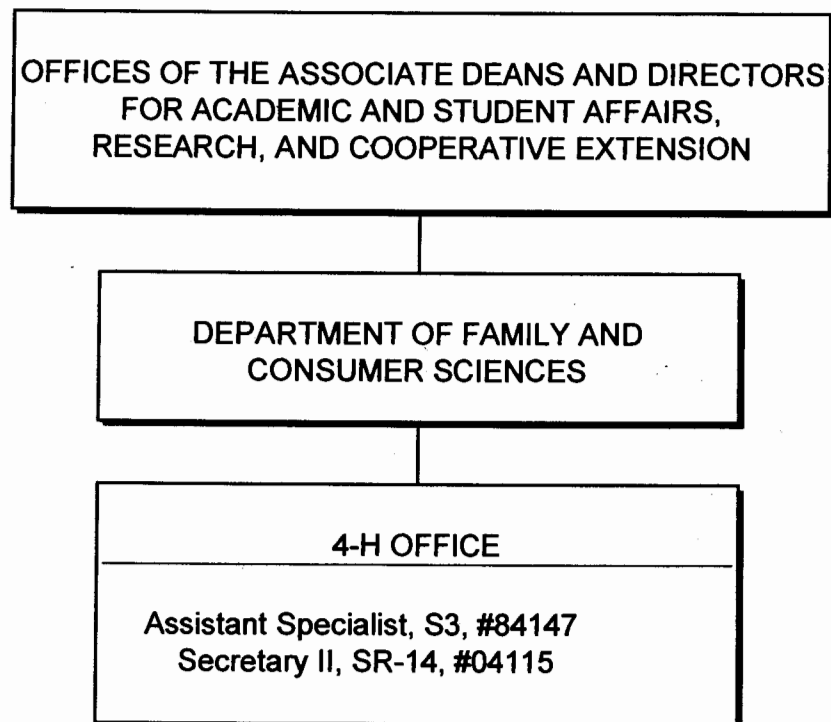 OFFICES OF THE ASSOCIATE DEANS AND DIRECTORS
FOR ACADEMIC AND STUDENT AFFAIRS,
RESEARCH, AND COOPERATIVE EXTENSION
DEPARTMENT OF FAMILY AND
CONSUMER SCIENCES
4-H OFFICE
Assistant Specialist, S3, #84147
Secretary II, SR-14, #04115